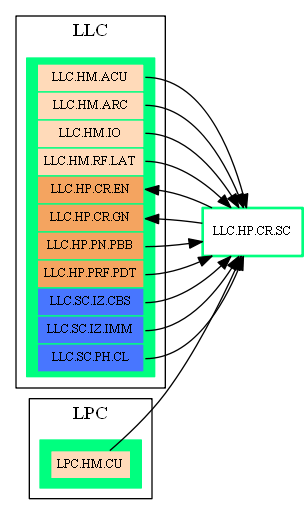 LLC
LLC.HM.ACU
LLC.HM.ARC
LLC.HM.IO
LLC.HM.RF.LAT
LLC.HP.CR.EN
LLC.HP.CR.GN
LLC.HP.PN.PBB
LLC.HP.PRF.PDT
LLC.SC.IZ.CBS
LLC.SC.IZ.IMM
LLC.SC.PH.CL
LLC.HP.CR.SC
LPC
LPC.HM.CU